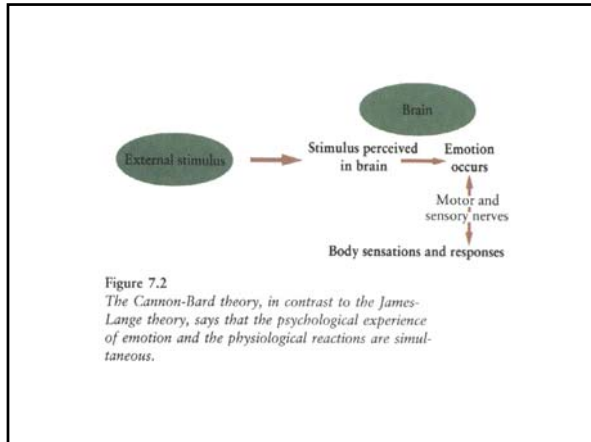 Brain
External stimulus
Stimulus perceived
in brain
Emotion
occurs
Motor and
sensory nerves
Body sensations and responses
Figure 7.2
The Cannon-Bard theory, in contrast to the James-
Lange theory, says that the psychological experience
of emotion and the physiological reactions are simul-
taneous.